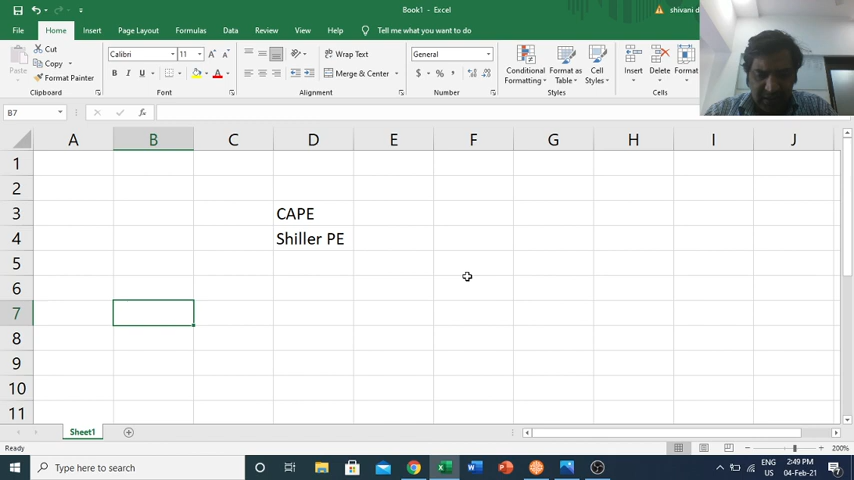 Book1 - Excel
shivani d
File Home Insert Page Layout Formulas Data Review View Help Tell me what you want to do
Cut
Copy
Format Painter
Paste
Clipboard
Calibri 11
B I U
Font
Wrap Text
Merge & Center
Alignment
General
$ % ,
Number
Conditional Formatting
Format as Table
Cell Styles
Styles
Insert Delete Format
Cells
B7
fx
A B C D E F G H I J
1
2
3 CAPE
4 Shiller PE
5
6
7
8
9
10
11
Sheet1
Ready
200%
Type here to search
ENG
US
2:49 PM
04-Feb-21